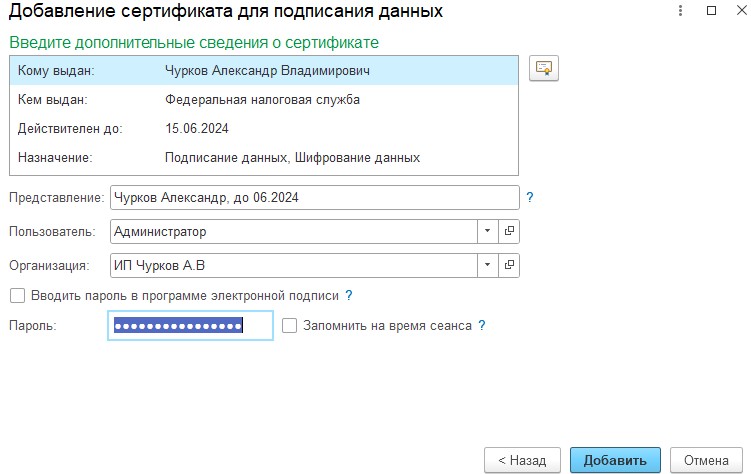 Добавление сертификата для подписания данных
Введите дополнительные сведения о сертификате
Кому выдан: Чурков Александр Владимирович
Кем выдан: Федеральная налоговая служба
Действителен до: 15.06.2024
Назначение: Подписание данных, Шифрование данных
Представление: Чурков Александр, до 06.2024 ?
Пользователь: Администратор
Организация: ИП Чурков А.В
Вводить пароль в программе электронной подписи ?
Пароль: ●●●●●●●●●●●●●●●● Запомнить на время сеанса ?
< Назад Добавить Отмена